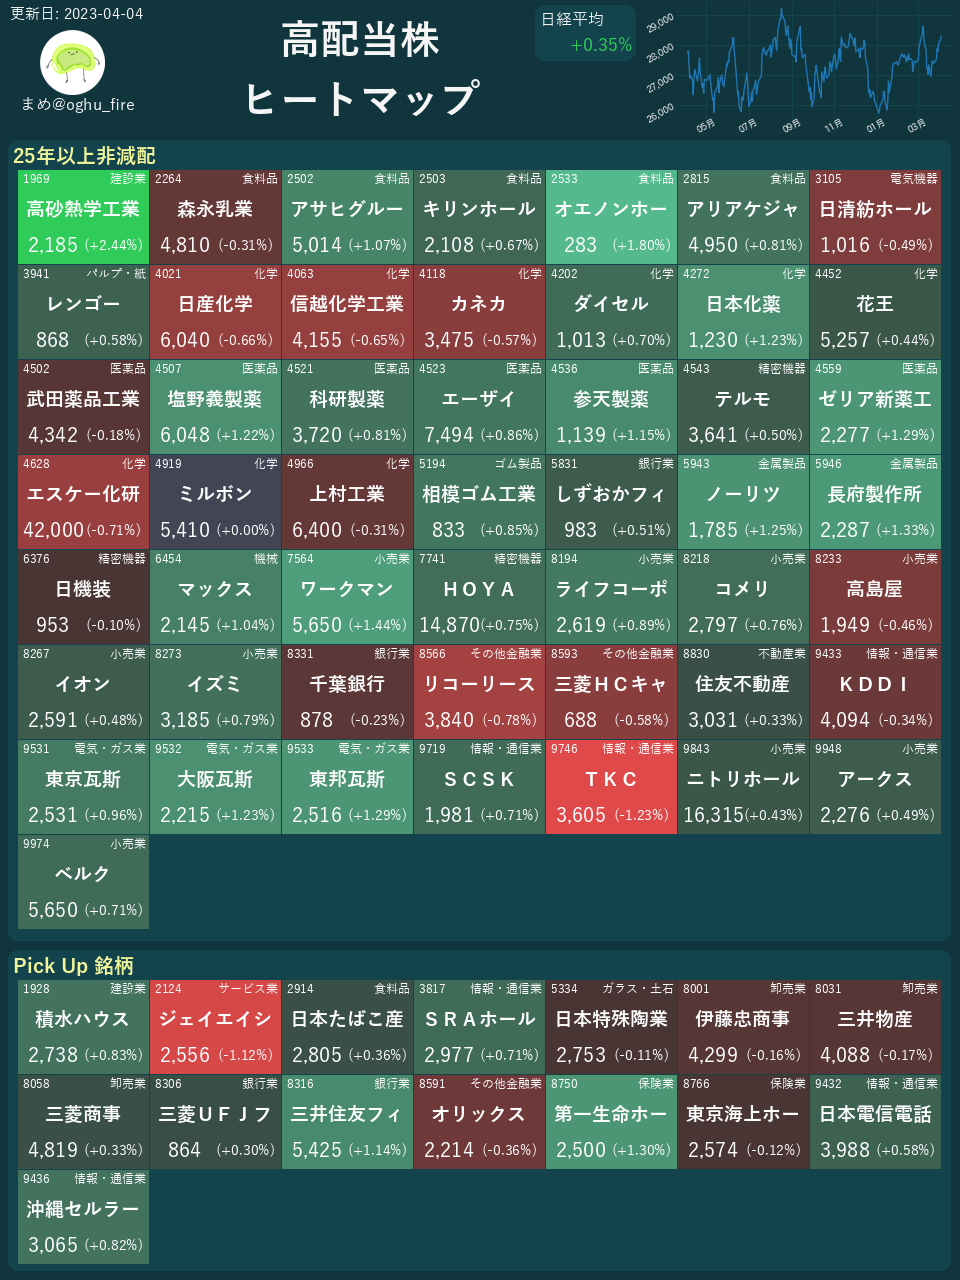 更新日: 2023-04-04
まめ@oghu_fire
高配当株
ヒートマップ
日経平均
+0.35%
29,000
28,000
27,000
26,000
05月 07月 09月 11月 01月 03月
25年以上非減配
1969 建設業 2264 食料品 2502 食料品 2503 食料品 2533 食料品 2815 食料品 3105 電気機器
高砂熱学工業 森永乳業 アサヒグルー キリンホール オエノンホー アリアケジャ 日清紡ホール
2,185 (+2.44%) 4,810 (-0.31%) 5,014 (+1.07%) 2,108 (+0.67%) 283 (+1.80%) 4,950 (+0.81%) 1,016 (-0.49%)
3941 パルプ・紙 4021 化学 4063 化学 4118 化学 4202 化学 4272 化学 4452 化学
レンゴー 日産化学 信越化学工業 カネカ ダイセル 日本化薬 花王
868 (+0.58%) 6,040 (-0.66%) 4,155 (-0.65%) 3,475 (-0.57%) 1,013 (+0.70%) 1,230 (+1.23%) 5,257 (+0.44%)
4502 医薬品 4507 医薬品 4521 医薬品 4523 医薬品 4536 医薬品 4543 精密機器 4559 医薬品
武田薬品工業 塩野義製薬 科研製薬 エーザイ 参天製薬 テルモ ゼリア新薬工
4,342 (-0.18%) 6,048 (+1.22%) 3,720 (+0.81%) 7,494 (+0.86%) 1,139 (+1.15%) 3,641 (+0.50%) 2,277 (+1.29%)
4628 化学 4919 化学 4966 化学 5194 ゴム製品 5831 銀行業 5943 金属製品 5946 金属製品
エスケー化研 ミルボン 上村工業 相模ゴム工業 しずおかフィ ノーリツ 長府製作所
42,000(-0.71%) 5,410 (+0.00%) 6,400 (-0.31%) 833 (+0.85%) 983 (+0.51%) 1,785 (+1.25%) 2,287 (+1.33%)
6376 精密機器 6454 機械 7564 小売業 7741 精密機器 8194 小売業 8218 小売業 8233 小売業
日機装 マックス ワークマン ＨＯＹＡ ライフコーポ コメリ 高島屋
953 (-0.10%) 2,145 (+1.04%) 5,650 (+1.44%) 14,870(+0.75%) 2,619 (+0.89%) 2,797 (+0.76%) 1,949 (-0.46%)
8267 小売業 8273 小売業 8331 銀行業 8566 その他金融業 8593 その他金融業 8830 不動産業 9433 情報・通信業
イオン イズミ 千葉銀行 リコーリース 三菱ＨＣキャ 住友不動産 ＫＤＤＩ
2,591 (+0.48%) 3,185 (+0.79%) 878 (-0.23%) 3,840 (-0.78%) 688 (-0.58%) 3,031 (+0.33%) 4,094 (-0.34%)
9531 電気・ガス業 9532 電気・ガス業 9533 電気・ガス業 9719 情報・通信業 9746 情報・通信業 9843 小売業 9948 小売業
東京瓦斯 大阪瓦斯 東邦瓦斯 ＳＣＳＫ ＴＫＣ ニトリホール アークス
2,531 (+0.96%) 2,215 (+1.23%) 2,516 (+1.29%) 1,981 (+0.71%) 3,605 (-1.23%) 16,315(+0.43%) 2,276 (+0.49%)
9974 小売業
ベルク
5,650 (+0.71%)
Pick Up 銘柄
1928 建設業 2124 サービス業 2914 食料品 3817 情報・通信業 5334 ガラス・土石 8001 卸売業 8031 卸売業
積水ハウス ジェイエイシ 日本たばこ産 ＳＲＡホール 日本特殊陶業 伊藤忠商事 三井物産
2,738 (+0.83%) 2,556 (-1.12%) 2,805 (+0.36%) 2,977 (+0.71%) 2,753 (-0.11%) 4,299 (-0.16%) 4,088 (-0.17%)
8058 卸売業 8306 銀行業 8316 銀行業 8591 その他金融業 8750 保険業 8766 保険業 9432 情報・通信業
三菱商事 三菱ＵＦＪフ 三井住友フィ オリックス 第一生命ホー 東京海上ホー 日本電信電話
4,819 (+0.33%) 864 (+0.30%) 5,425 (+1.14%) 2,214 (-0.36%) 2,500 (+1.30%) 2,574 (-0.12%) 3,988 (+0.58%)
9436 情報・通信業
沖縄セルラー
3,065 (+0.82%)